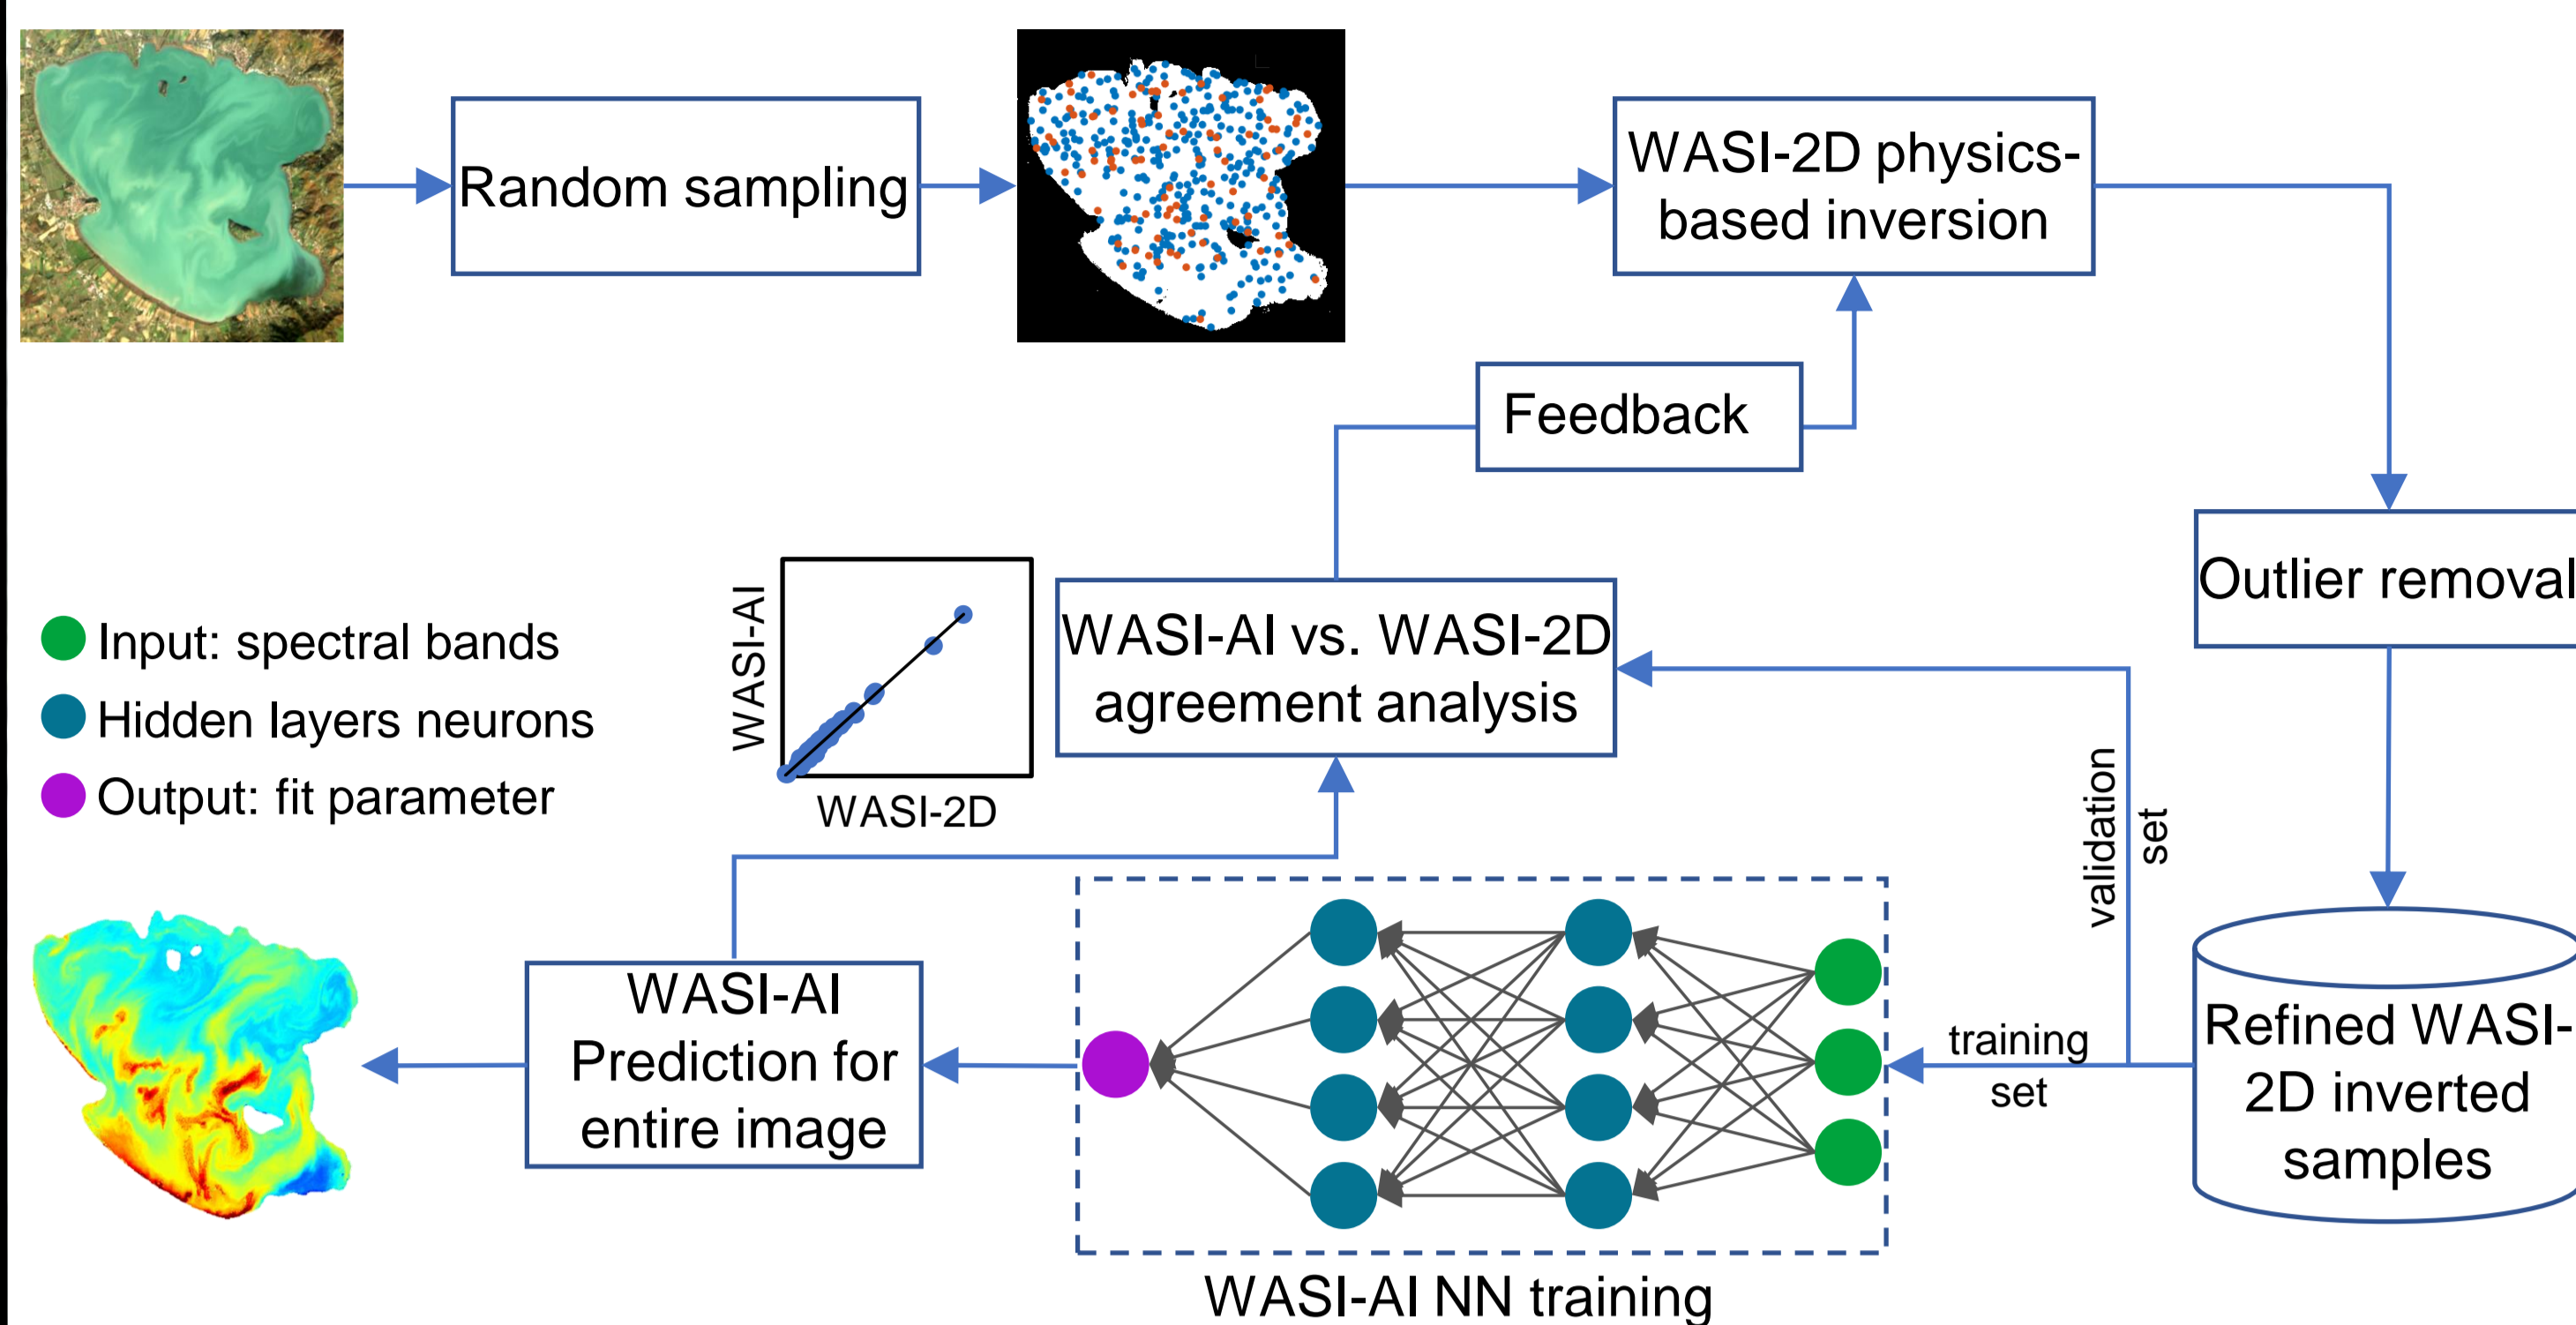 Random sampling
WASI-2D physics-
based inversion
Feedback
Outlier removal
WASI-AI vs. WASI-2D
agreement analysis
WASI-AI
WASI-2D
Input: spectral bands
Hidden layers neurons
Output: fit parameter
validation
set
training
set
Refined WASI-
2D inverted
samples
WASI-AI
Prediction for
entire image
WASI-AI NN training